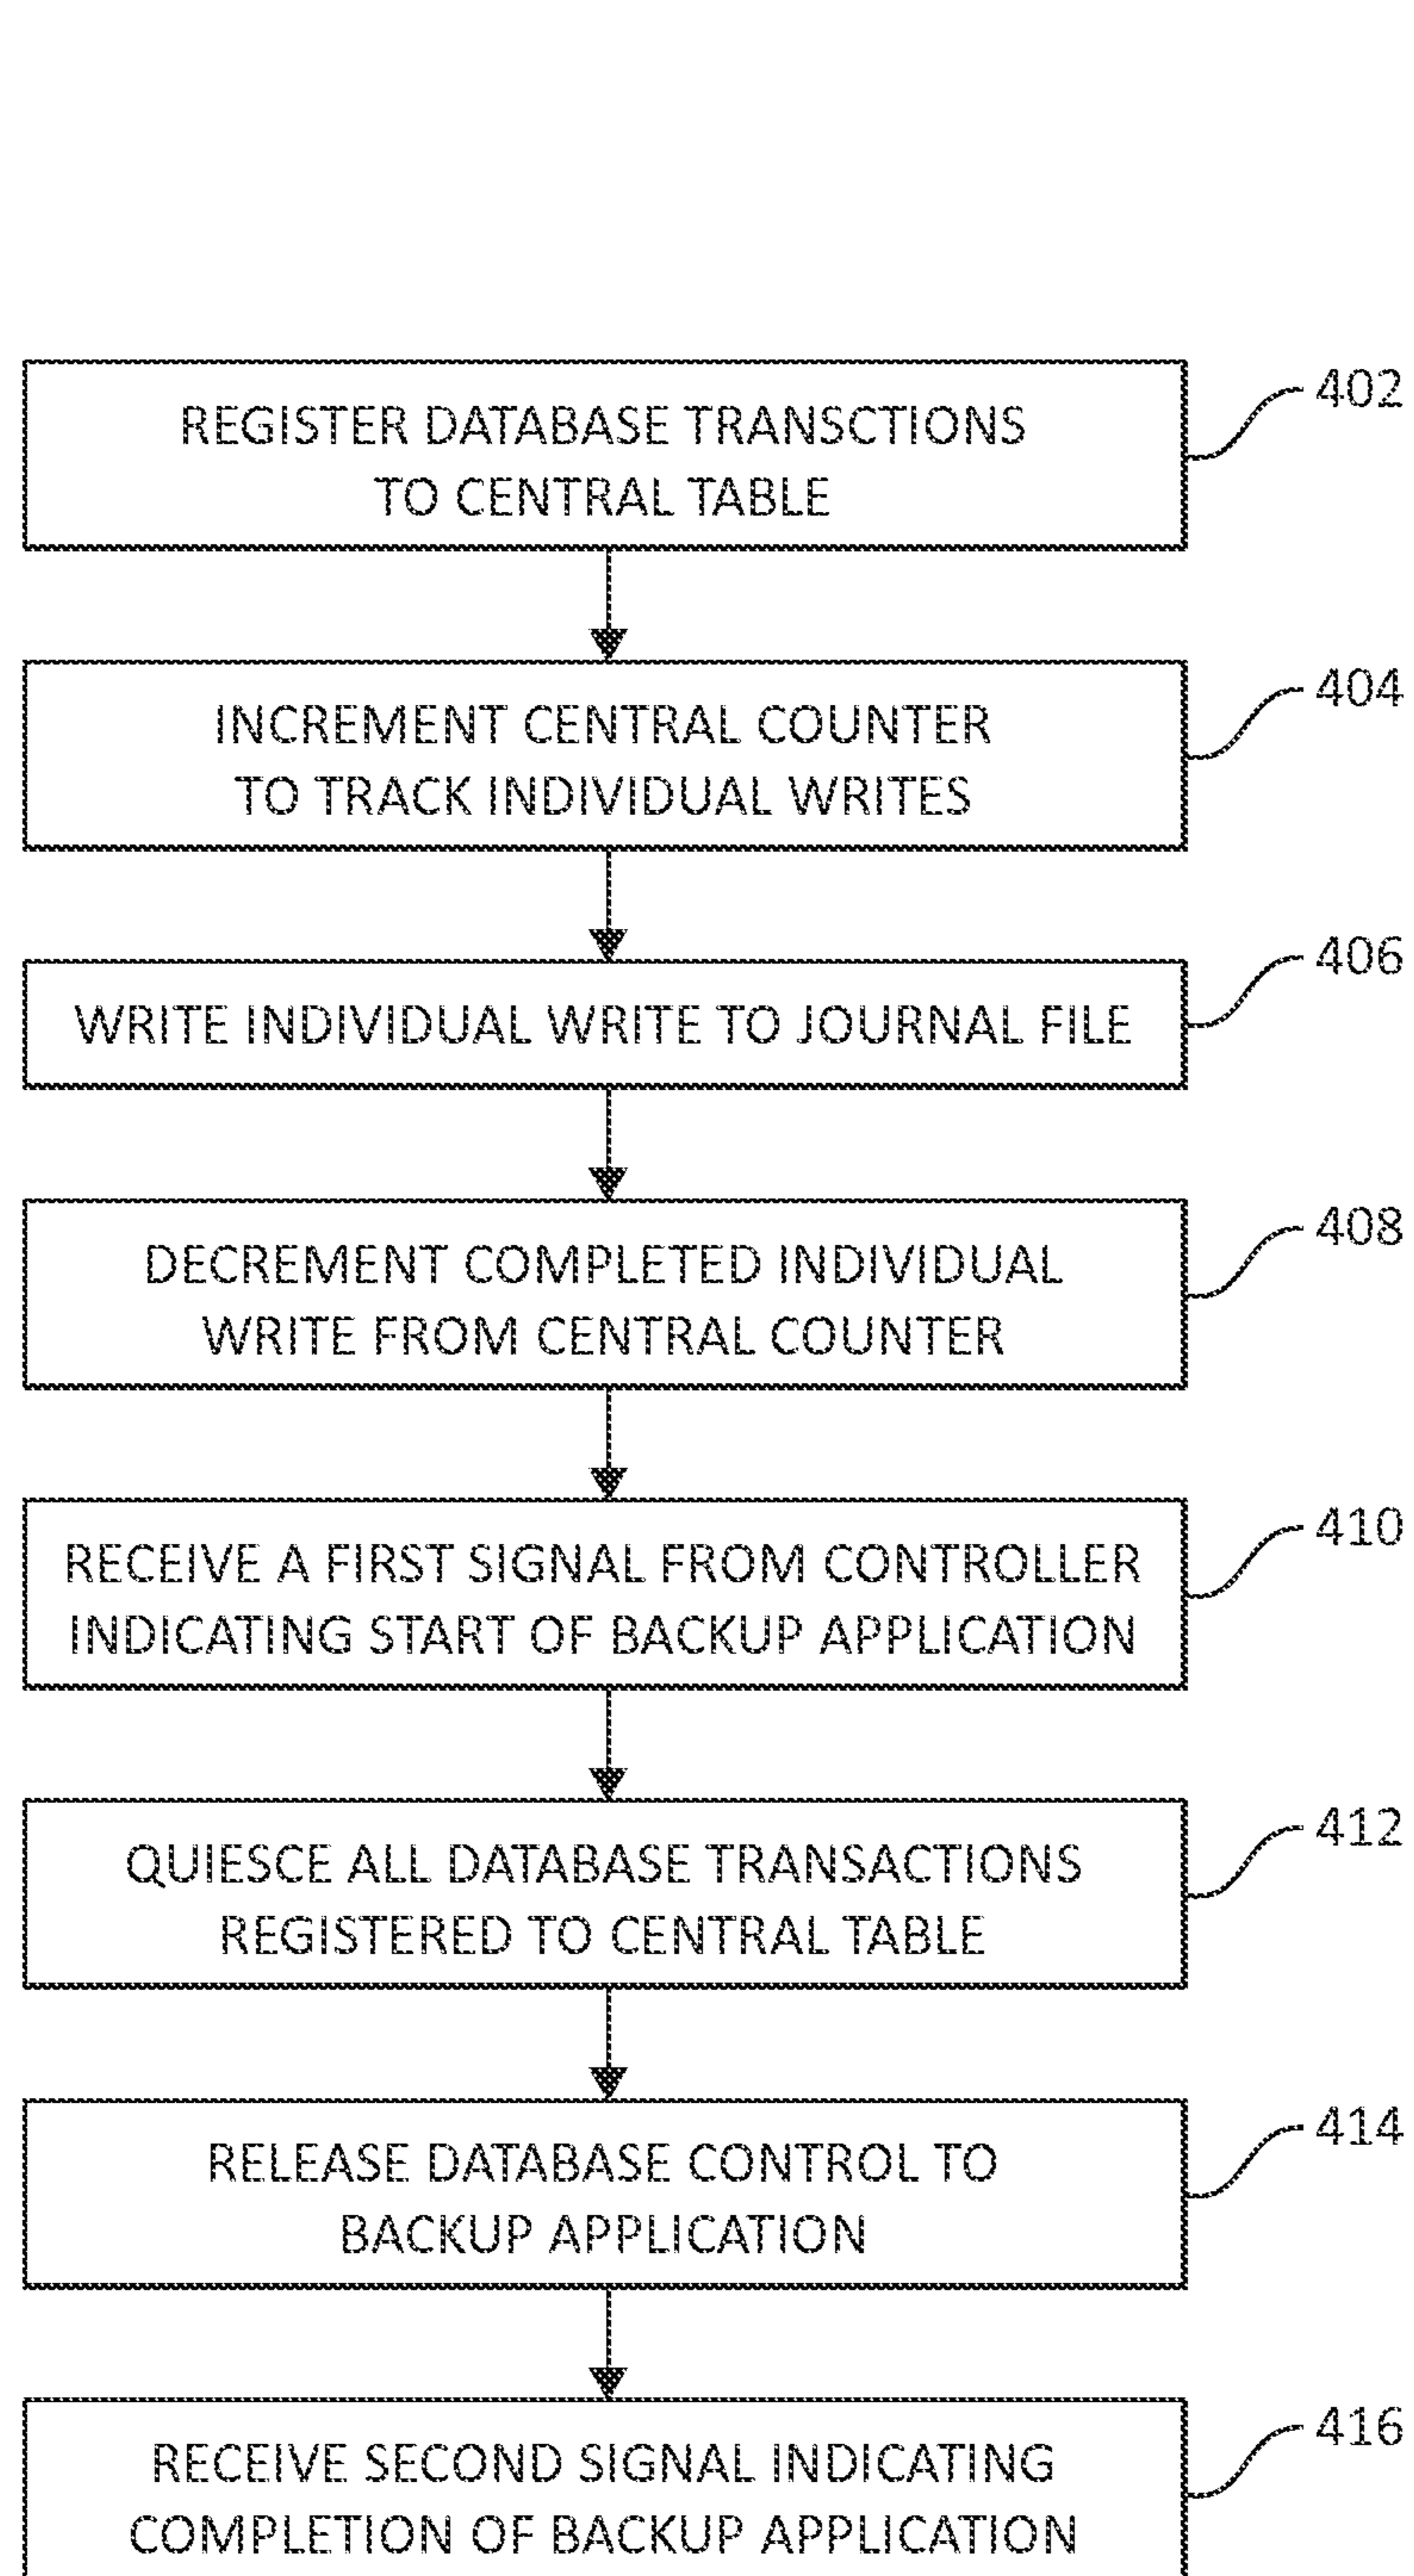 REGISTER DATABASE TRANSCTIONS
TO CENTRAL TABLE
402
INCREMENT CENTRAL COUNTER
TO TRACK INDIVIDUAL WRITES
404
WRITE INDIVIDUAL WRITE TO JOURNAL FILE
406
DECREMENT COMPLETED INDIVIDUAL
WRITE FROM CENTRAL COUNTER
408
RECEIVE A FIRST SIGNAL FROM CONTROLLER
INDICATING START OF BACKUP APPLICATION
410
QUIESCE ALL DATABASE TRANSACTIONS
REGISTERED TO CENTRAL TABLE
412
RELEASE DATABASE CONTROL TO
BACKUP APPLICATION
414
RECEIVE SECOND SIGNAL INDICATING
COMPLETION OF BACKUP APPLICATION
416